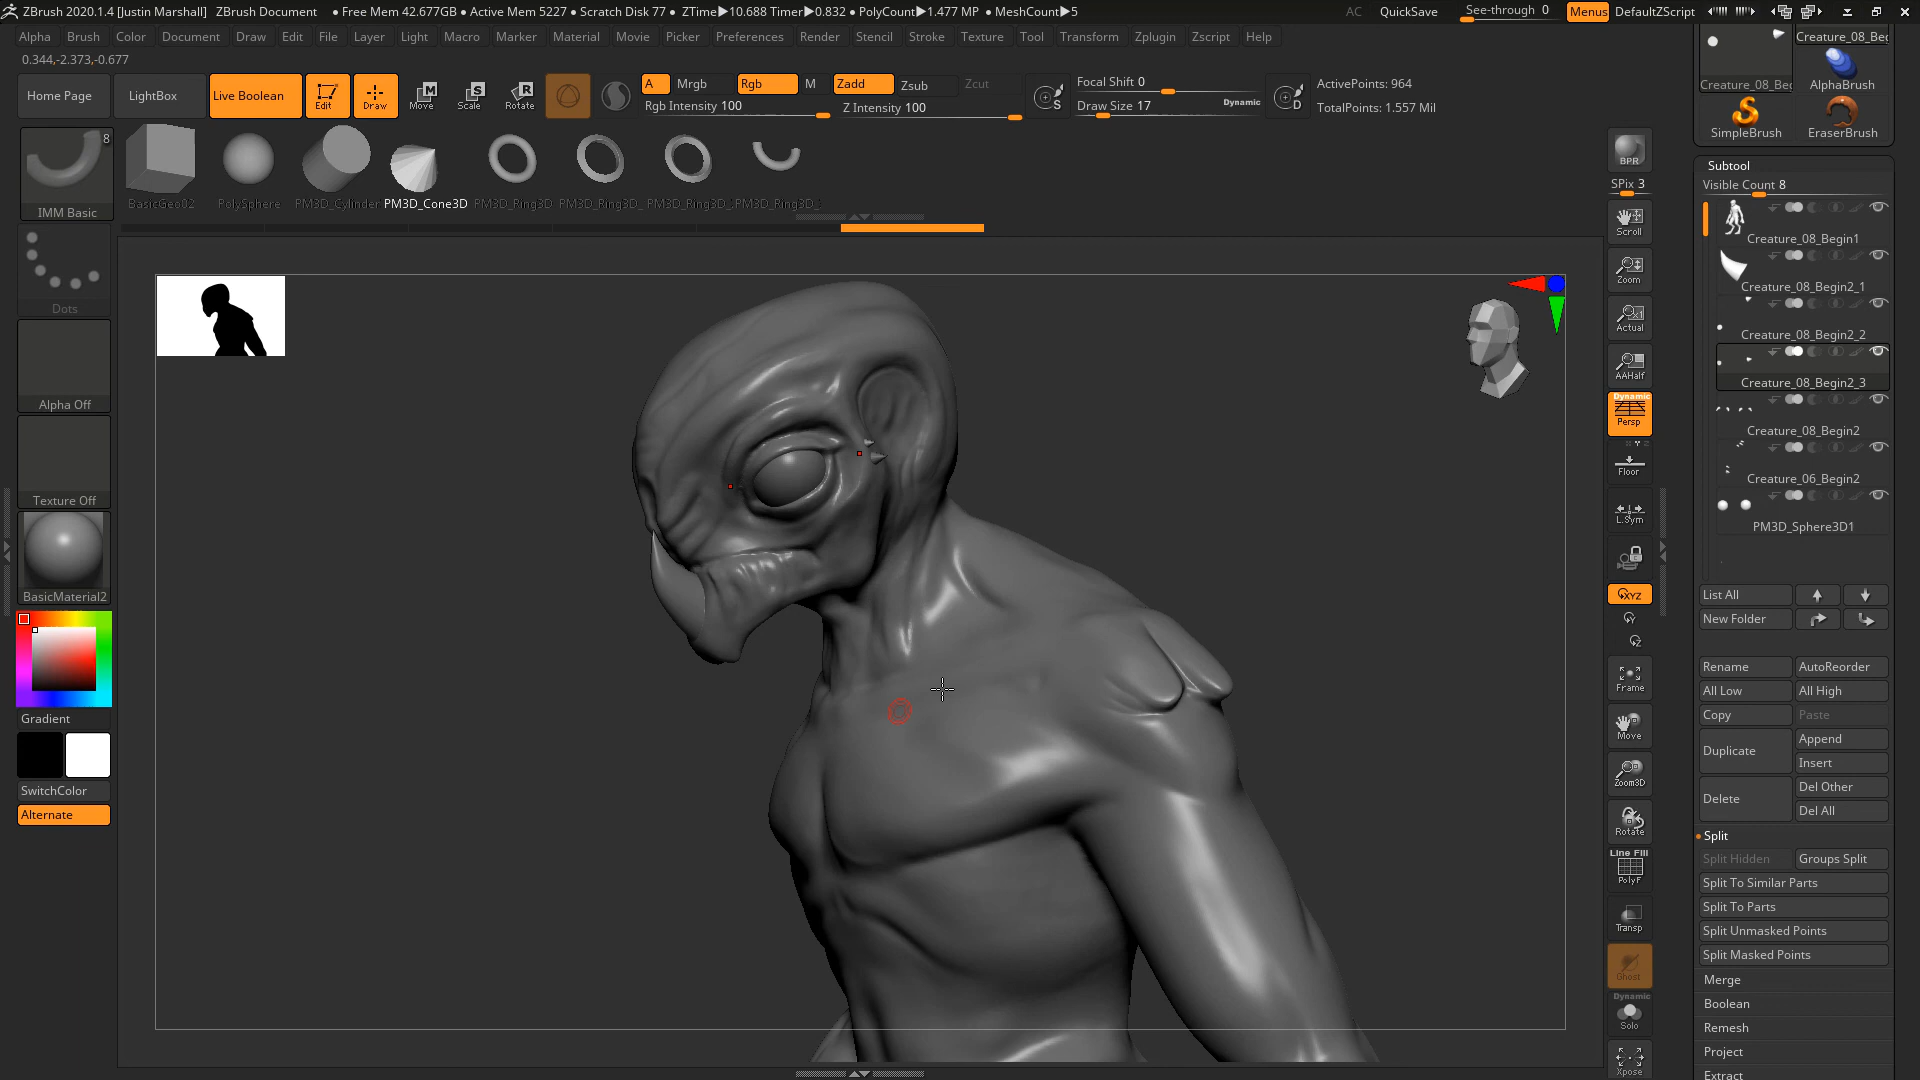 ZBrush 2020.1.4 [Justin Marshall] ZBrush Document • Free Mem 42.677GB • Active Mem 5227 • Scratch Disk 77 • ZTime▶10.688 Timer▶0.832 • PolyCount▶1.477 MP • MeshCount▶5 AC QuickSave See-through 0 Menus DefaultZScript
Alpha Brush Color Document Draw Edit File Layer Light Macro Marker Material Movie Picker Preferences Render Stencil Stroke Texture Tool Transform Zplugin Zscript Help
0.344,-2.373,-0.677
Home Page LightBox Live Boolean Edit Draw Move Scale Rotate
A Mrgb Rgb M Zadd Zsub Zcut
Rgb Intensity 100 Z Intensity 100
Focal Shift 0
Draw Size 17 Dynamic
ActivePoints: 964
TotalPoints: 1.557 Mil
8
IMM Basic
BasicGeo02 PolySphere PM3D_Cylinder PM3D_Cone3D PM3D_Ring3D PM3D_Ring3D_ PM3D_Ring3D_ PM3D_Ring3D_
Dots
Alpha Off
Texture Off
BasicMaterial2
Gradient
SwitchColor
Alternate
BPR
SPix 3
Scroll
Zoom
Actual
AAHalf
Dynamic
Persp
Floor
L.Sym
XYZ
Frame
Move
Zoom3D
Rotate
Line Fill
PolyF
Transp
Ghost
Dynamic
Solo
Xpose
Creature_08_Beg
Creature_08_Bec
AlphaBrush
SimpleBrush EraserBrush
Subtool
Visible Count 8
Creature_08_Begin1
Creature_08_Begin2_1
Creature_08_Begin2_2
Creature_08_Begin2_3
Creature_08_Begin2
Creature_06_Begin2
PM3D_Sphere3D1
List All
New Folder
Rename AutoReorder
All Low All High
Copy Paste
Duplicate Append
Insert
Delete Del Other
Del All
Split
Split Hidden Groups Split
Split To Similar Parts
Split To Parts
Split Unmasked Points
Split Masked Points
Merge
Boolean
Remesh
Project
Extract